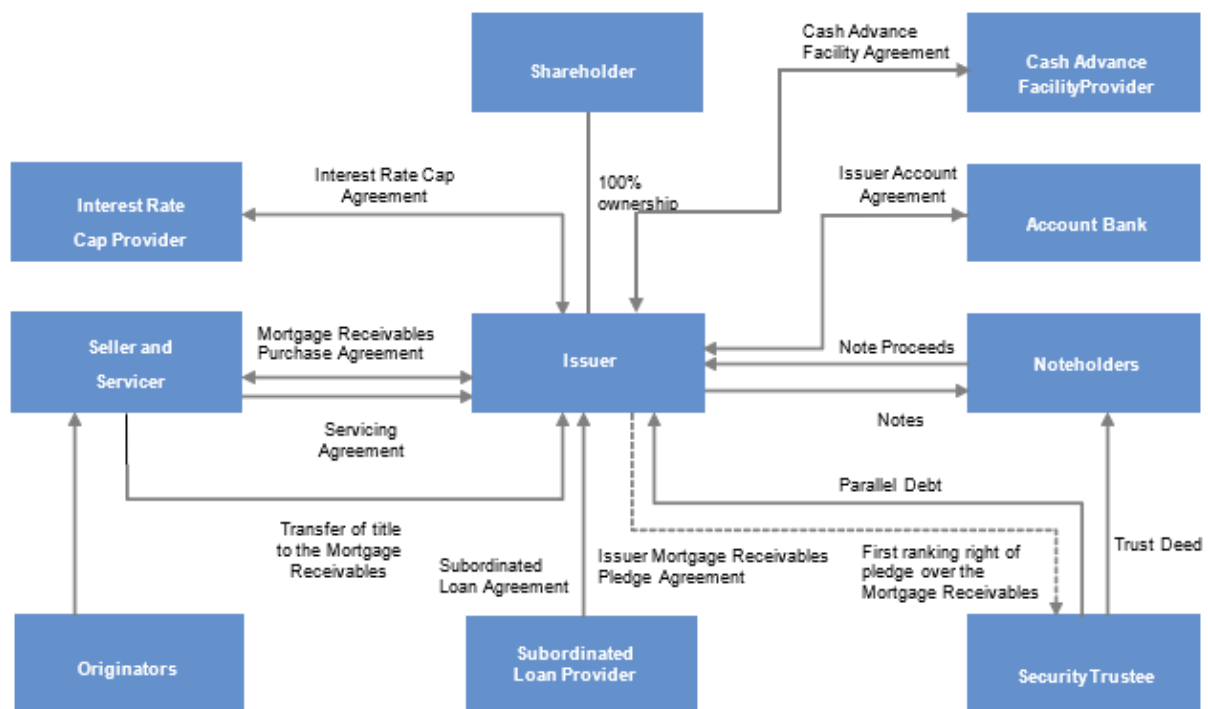 Shareholder
Cash Advance
Facility Agreement
Cash Advance
FacilityProvider
Interest Rate
Cap Provider
Interest Rate Cap
Agreement
100%
ownership
Issuer Account
Agreement
Account Bank
Seller and
Servicer
Mortgage Receivables
Purchase Agreement
Issuer
Note Proceeds
Noteholders
Servicing
Agreement
Notes
Parallel Debt
Transfer of title
to the Mortgage
Receivables
Subordinated
Loan Agreement
Issuer Mortgage Receivables
Pledge Agreement
First ranking right of
pledge over the
Mortgage Receivables
Trust Deed
Originators
Subordinated
Loan Provider
SecurityTrustee